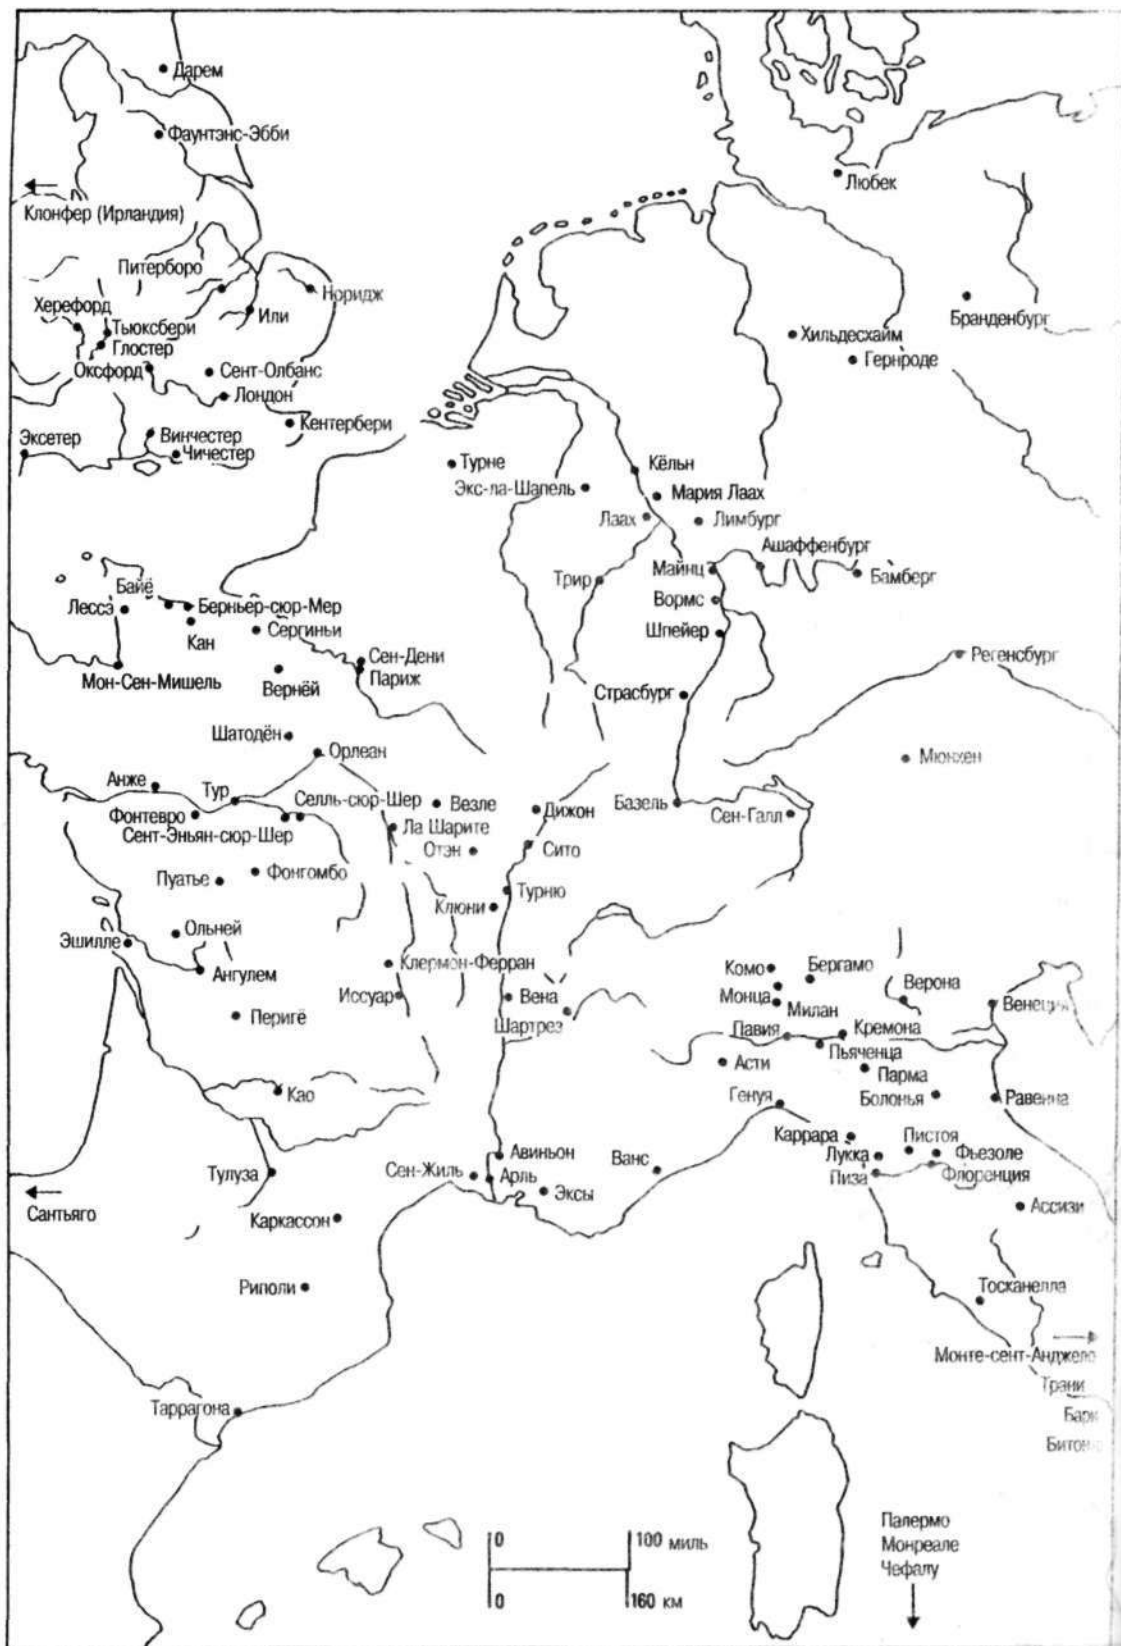 Дарем
Фаунтэнс-Эбби
Любек
Клонфер (Ирландия)
Питерборо
Норидж
Херефорд
Или
Бранденбург
Тьюксбери
Хильдесхайм
Глостер
Гернроде
Оксфорд
Сент-Олбанс
Лондон
Кентербери
Эксетер
Винчестер
Чичестер
Турне
Кёльн
Экс-ла-Шапель
Мария Лаах
Лаах
Лимбург
Ашаффенбург
Трир
Майнц
Бамберг
Байё
Лессэ
Берньер-сюр-Мер
Вормс
Кан
Сергиньи
Шпейер
Сен-Дени
Париж
Регенсбург
Мон-Сен-Мишель
Вернёй
Страсбург
Шатодён
Орлеан
Мюнхен
Анже
Тур
Селль-сюр-Шер
Везле
Дижон
Базель
Сен-Галл
Фонтевро
Ла Шарите
Сент-Эньян-сюр-Шер
Отэн
Сито
Пуатье
Фонгомбо
Турню
Клюни
Ольней
Эшилле
Ангулем
Клермон-Ферран
Комо
Бергамо
Верона
Иссуар
Вена
Монца
Милан
Венеция
Перигё
Шартрез
Павия
Кремона
Пьяченца
Асти
Парма
Као
Генуя
Болонья
Равенна
Каррара
Пистоя
Авиньон
Ванс
Лукка
Фьезоле
Тулуза
Сен-Жиль
Арль
Пиза
Флоренция
Эксы
Сантьяго
Каркассон
Ассизи
Риполи
Тосканелла
Монте-сент-Анджело
Трани
Таррагона
Бари
0 100 миль
0 160 км
Палермо
Монреале
Чефалу